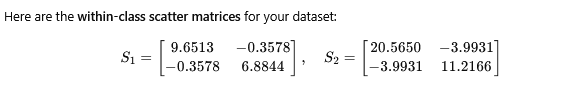 Here are the within-class scatter matrices for your dataset:
S₁ = [ 9.6513 −0.3578 ] , S₂ = [ 20.5650 −3.9931 ]
[ −0.3578 6.8844 ] [ −3.9931 11.2166 ]